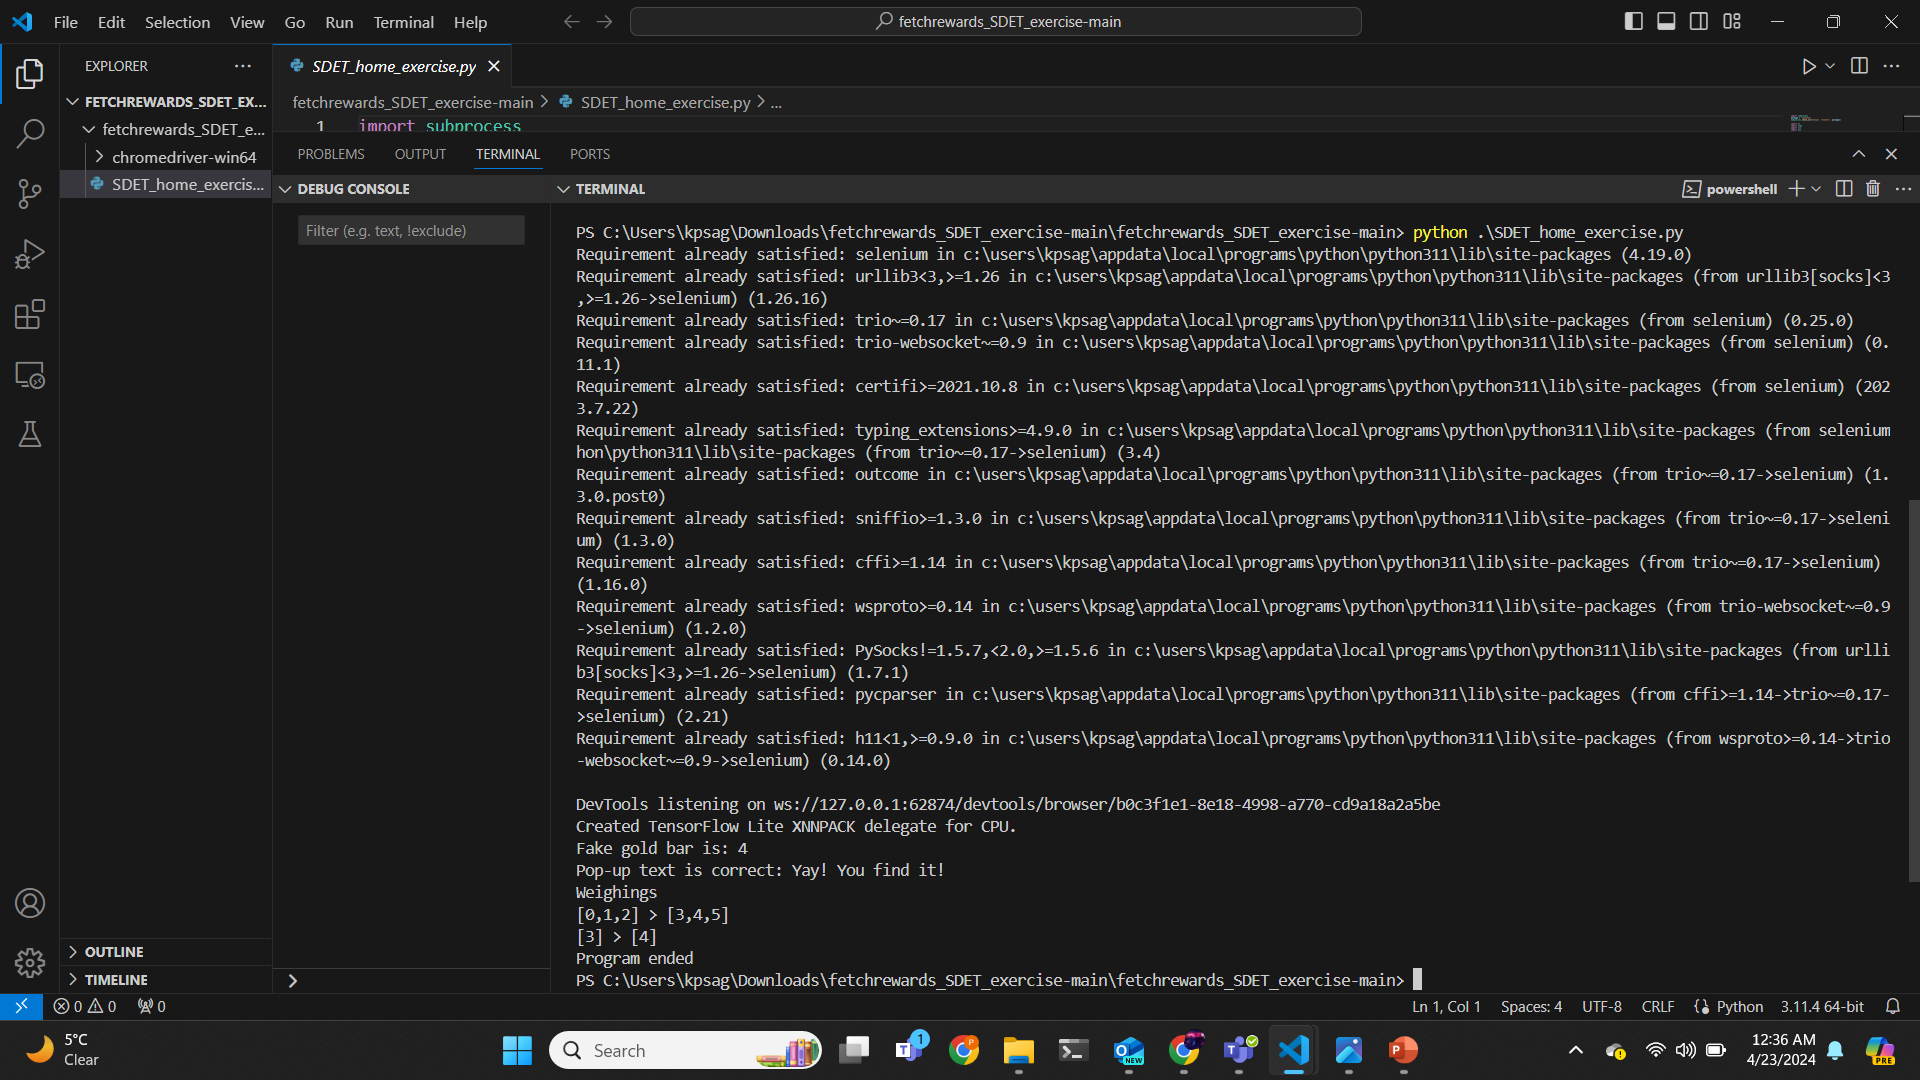 File Edit Selection View Go Run Terminal Help
fetchrewards_SDET_exercise-main
EXPLORER
SDET_home_exercise.py
FETCHREWARDS_SDET_EX...
fetchrewards_SDET_e...
chromedriver-win64
SDET_home_exercis...
fetchrewards_SDET_exercise-main > SDET_home_exercise.py > ...
1 import subprocess
PROBLEMS OUTPUT TERMINAL PORTS
DEBUG CONSOLE
Filter (e.g. text, !exclude)
TERMINAL
powershell
PS C:\Users\kpsag\Downloads\fetchrewards_SDET_exercise-main\fetchrewards_SDET_exercise-main> python .\SDET_home_exercise.py
Requirement already satisfied: selenium in c:\users\kpsag\appdata\local\programs\python\python311\lib\site-packages (4.19.0)
Requirement already satisfied: urllib3<3,>=1.26 in c:\users\kpsag\appdata\local\programs\python\python311\lib\site-packages (from urllib3[socks]<3
,>=1.26->selenium) (1.26.16)
Requirement already satisfied: trio~=0.17 in c:\users\kpsag\appdata\local\programs\python\python311\lib\site-packages (from selenium) (0.25.0)
Requirement already satisfied: trio-websocket~=0.9 in c:\users\kpsag\appdata\local\programs\python\python311\lib\site-packages (from selenium) (0.
11.1)
Requirement already satisfied: certifi>=2021.10.8 in c:\users\kpsag\appdata\local\programs\python\python311\lib\site-packages (from selenium) (202
3.7.22)
Requirement already satisfied: typing_extensions>=4.9.0 in c:\users\kpsag\appdata\local\programs\python\python311\lib\site-packages (from selenium
hon\python311\lib\site-packages (from trio~=0.17->selenium) (3.4)
Requirement already satisfied: outcome in c:\users\kpsag\appdata\local\programs\python\python311\lib\site-packages (from trio~=0.17->selenium) (1.
3.0.post0)
Requirement already satisfied: sniffio>=1.3.0 in c:\users\kpsag\appdata\local\programs\python\python311\lib\site-packages (from trio~=0.17->seleni
um) (1.3.0)
Requirement already satisfied: cffi>=1.14 in c:\users\kpsag\appdata\local\programs\python\python311\lib\site-packages (from trio~=0.17->selenium)
(1.16.0)
Requirement already satisfied: wsproto>=0.14 in c:\users\kpsag\appdata\local\programs\python\python311\lib\site-packages (from trio-websocket~=0.9
->selenium) (1.2.0)
Requirement already satisfied: PySocks!=1.5.7,<2.0,>=1.5.6 in c:\users\kpsag\appdata\local\programs\python\python311\lib\site-packages (from urlli
b3[socks]<3,>=1.26->selenium) (1.7.1)
Requirement already satisfied: pycparser in c:\users\kpsag\appdata\local\programs\python\python311\lib\site-packages (from cffi>=1.14->trio~=0.17-
>selenium) (2.21)
Requirement already satisfied: h11<1,>=0.9.0 in c:\users\kpsag\appdata\local\programs\python\python311\lib\site-packages (from wsproto>=0.14->trio
-websocket~=0.9->selenium) (0.14.0)
DevTools listening on ws://127.0.0.1:62874/devtools/browser/b0c3f1e1-8e18-4998-a770-cd9a18a2a5be
Created TensorFlow Lite XNNPACK delegate for CPU.
Fake gold bar is: 4
Pop-up text is correct: Yay! You find it!
Weighings
[0,1,2] > [3,4,5]
[3] > [4]
Program ended
PS C:\Users\kpsag\Downloads\fetchrewards_SDET_exercise-main\fetchrewards_SDET_exercise-main>
OUTLINE
TIMELINE
0 0 0
Ln 1, Col 1 Spaces: 4 UTF-8 CRLF Python 3.11.4 64-bit
5°C
Clear
Search
1
NEW
12:36 AM
4/23/2024
PRE